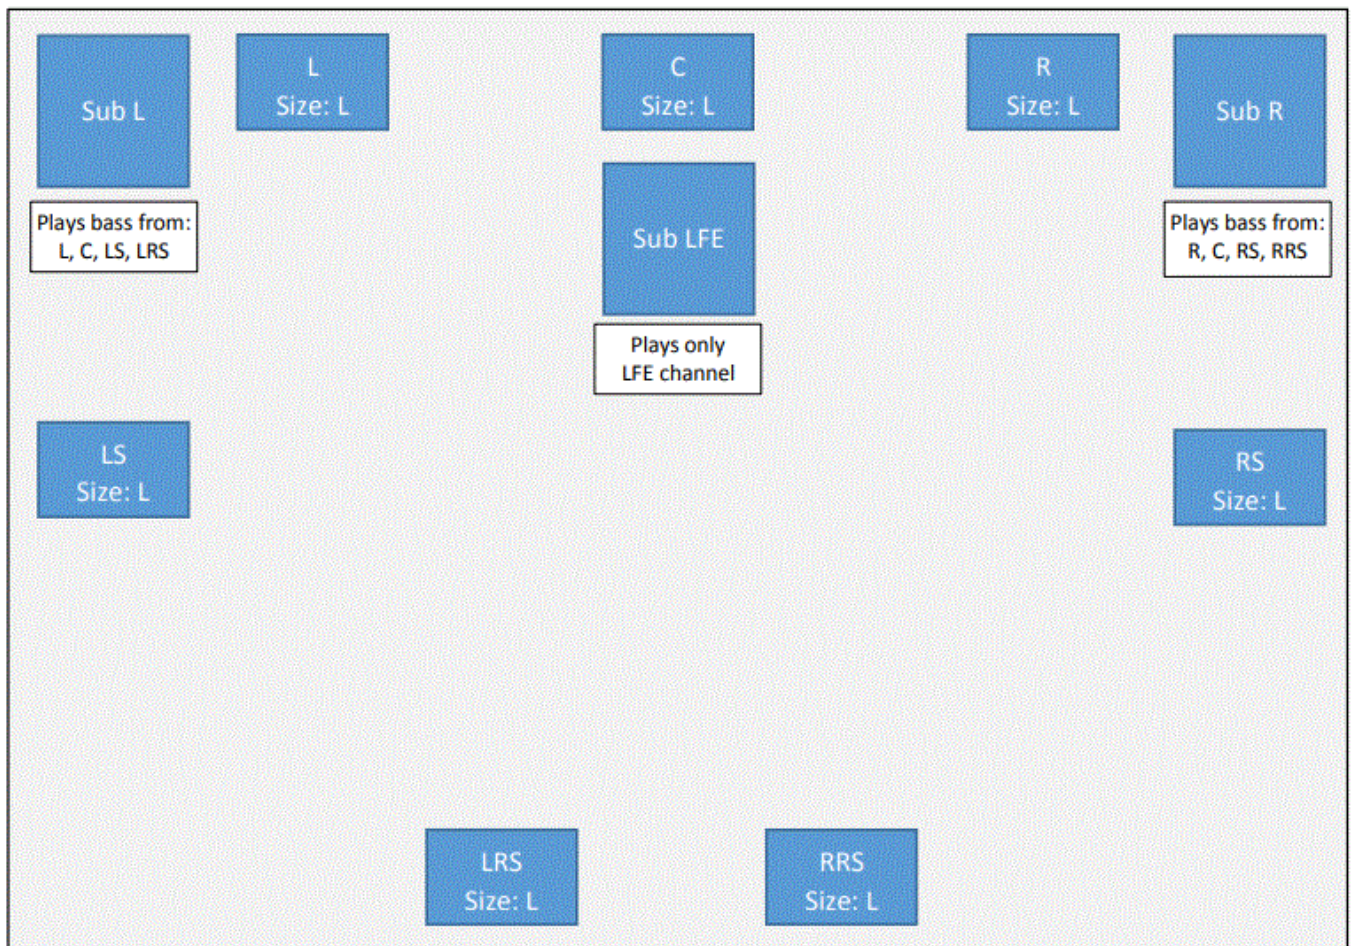 Sub L
L
Size: L
C
Size: L
R
Size: L
Sub R
Plays bass from:
L, C, LS, LRS
Sub LFE
Plays bass from:
R, C, RS, RRS
Plays only
LFE channel
LS
Size: L
RS
Size: L
LRS
Size: L
RRS
Size: L